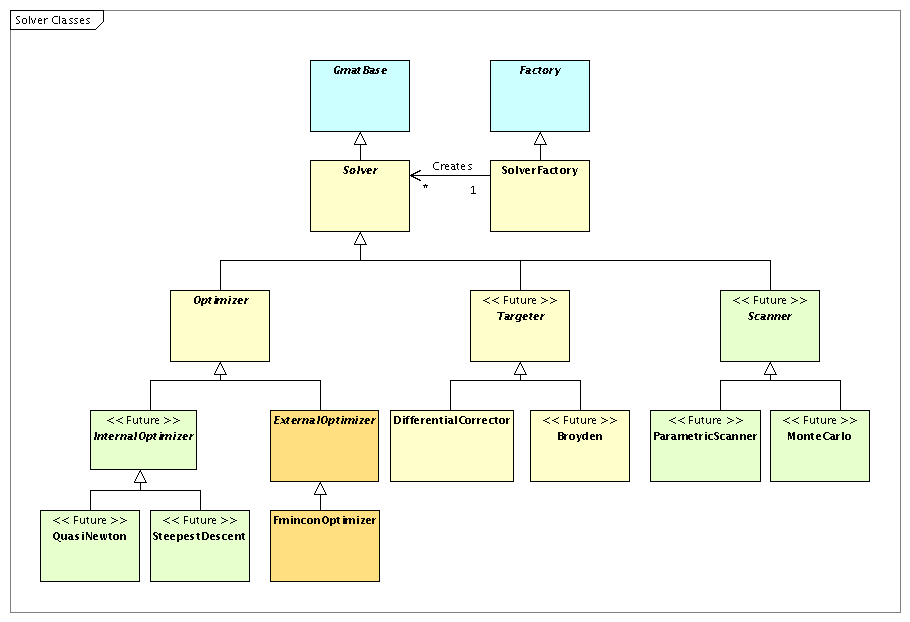 Solver Classes
GmatBase
Factory
Solver
Creates
SolverFactory
*
1
Optimizer
<< Future >>
Targeter
<< Future >>
Scanner
<< Future >>
InternalOptimizer
ExternalOptimizer
DifferentialCorrector
<< Future >>
Broyden
<< Future >>
ParametricScanner
<< Future >>
MonteCarlo
<< Future >>
QuasiNewton
<< Future >>
SteepestDescent
FminconOptimizer